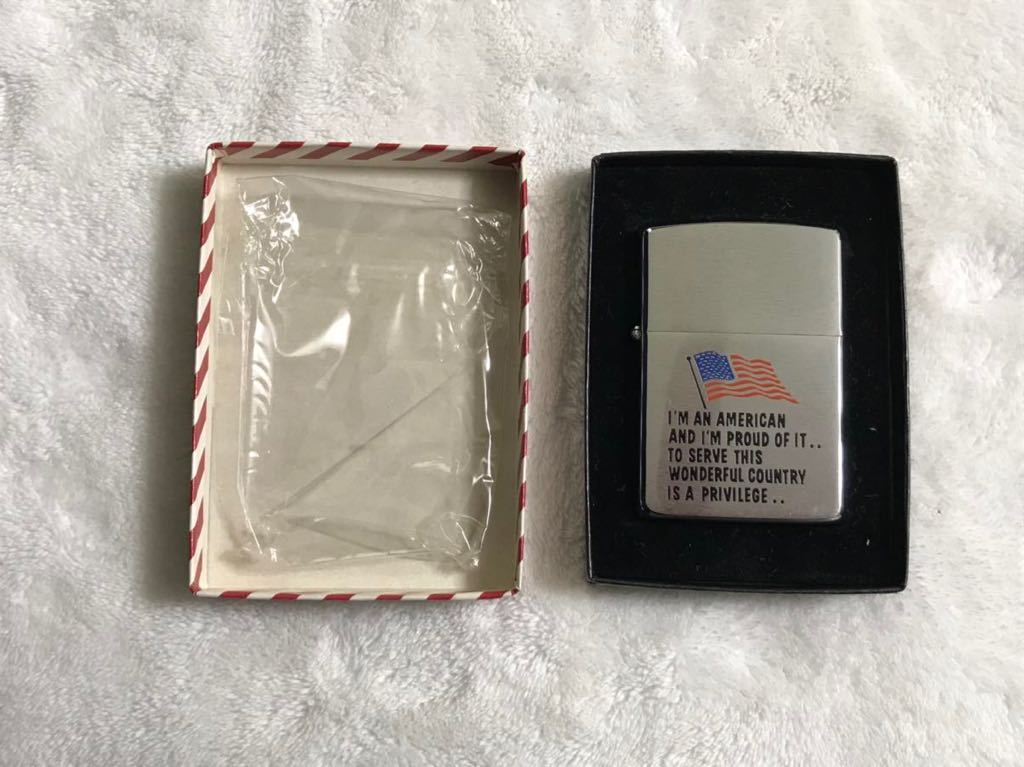 I'M AN AMERICAN
AND I'M PROUD OF IT..
TO SERVE THIS
WONDERFUL COUNTRY
IS A PRIVILEGE..